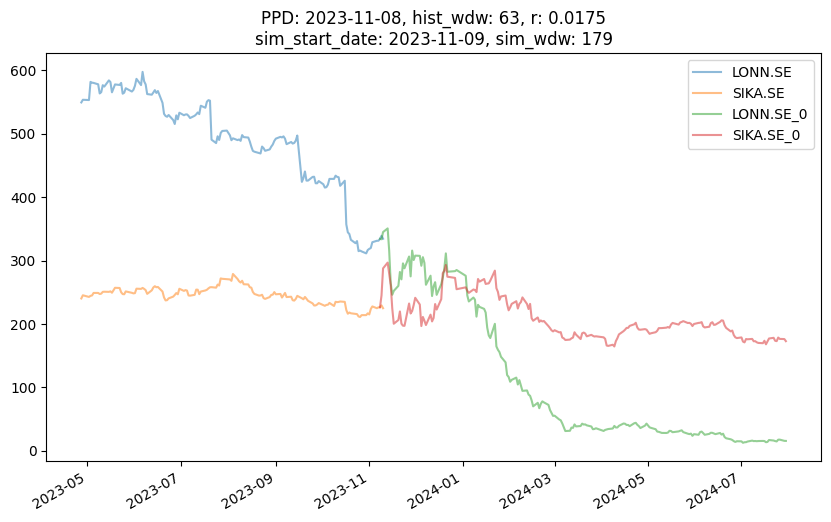 PPD: 2023-11-08, hist_wdw: 63, r: 0.0175
sim_start_date: 2023-11-09, sim_wdw: 179
LONN.SE
SIKA.SE
LONN.SE_0
SIKA.SE_0
600
500
400
300
200
100
0
2023-05
2023-07
2023-09
2023-11
2024-01
2024-03
2024-05
2024-07